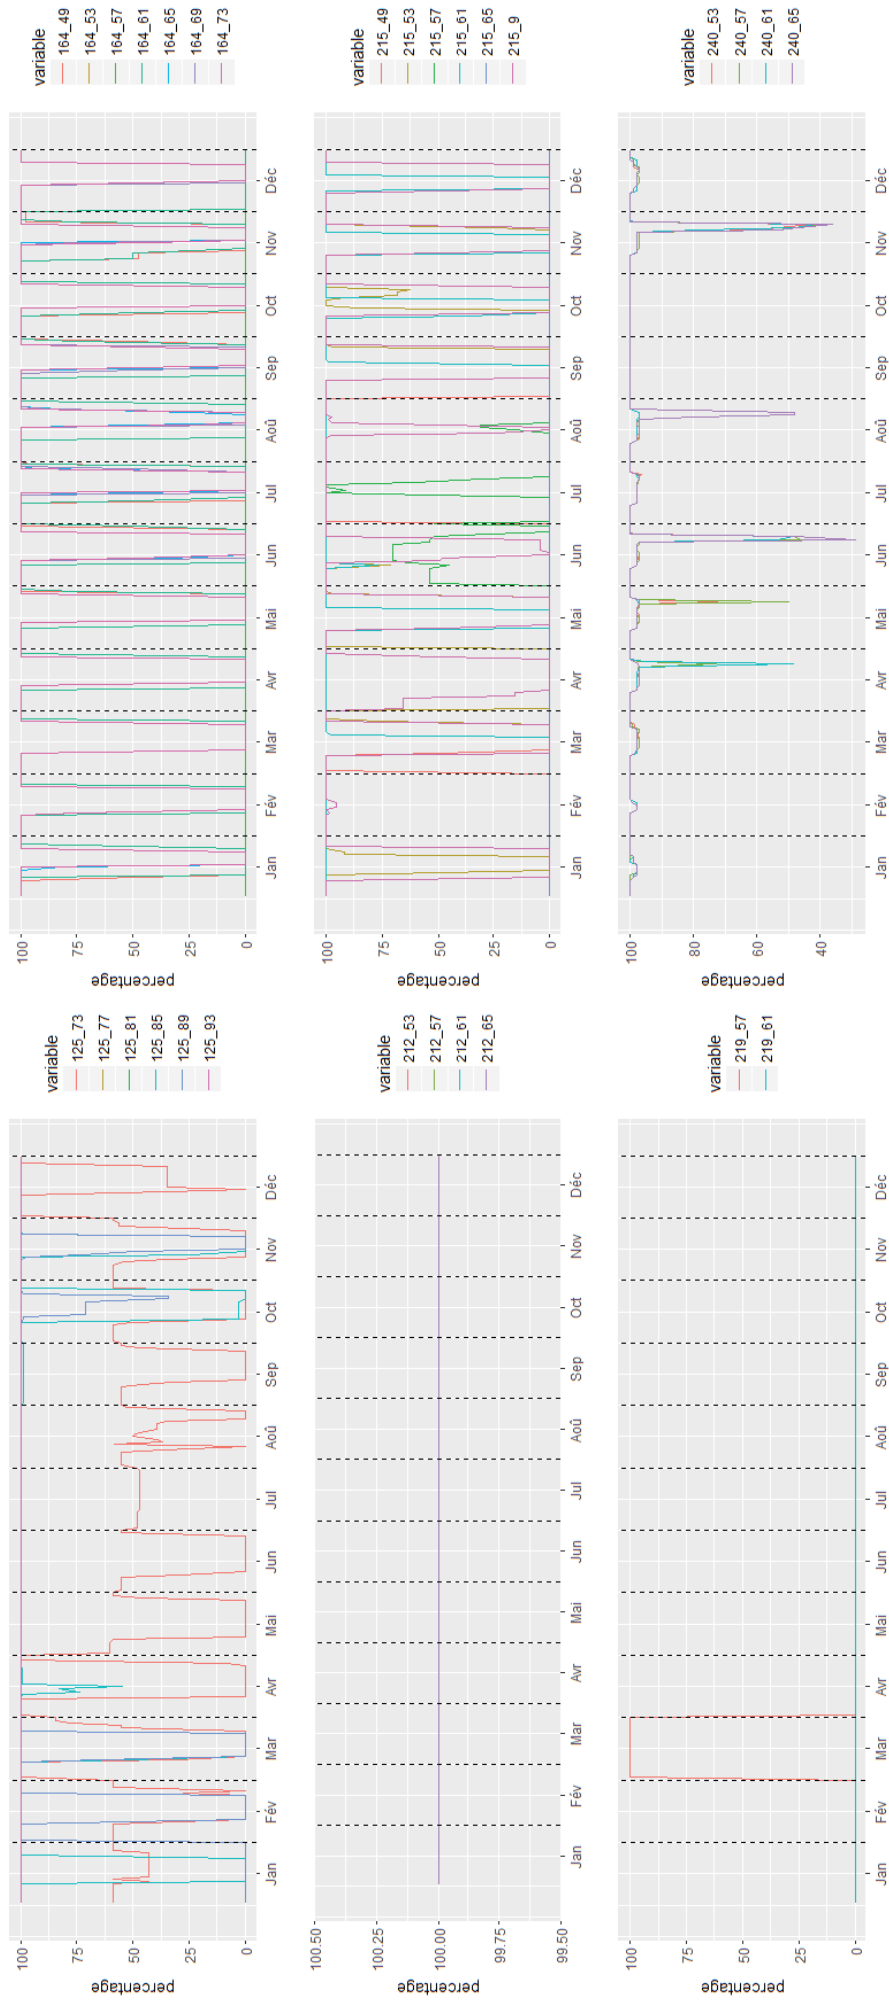 percentage
100
75
50
25
0
Jan
Fév
Mar
Avr
Mai
Jun
Jul
Aoû
Sep
Oct
Nov
Déc
variable
125_73
125_77
125_81
125_85
125_89
125_93
percentage
100
75
50
25
0
Jan
Fév
Mar
Avr
Mai
Jun
Jul
Aoû
Sep
Oct
Nov
Déc
variable
164_49
164_53
164_57
164_61
164_65
164_69
164_73
percentage
100.50
100.25
100.00
99.75
99.50
Jan
Fév
Mar
Avr
Mai
Jun
Jul
Aoû
Sep
Oct
Nov
Déc
variable
212_53
212_57
212_61
212_65
percentage
100
75
50
25
0
Jan
Fév
Mar
Avr
Mai
Jun
Jul
Aoû
Sep
Oct
Nov
Déc
variable
215_49
215_53
215_57
215_61
215_65
215_9
percentage
100
75
50
25
0
Jan
Fév
Mar
Avr
Mai
Jun
Jul
Aoû
Sep
Oct
Nov
Déc
variable
219_57
219_61
percentage
100
80
60
40
Jan
Fév
Mar
Avr
Mai
Jun
Jul
Aoû
Sep
Oct
Nov
Déc
variable
240_53
240_57
240_61
240_65